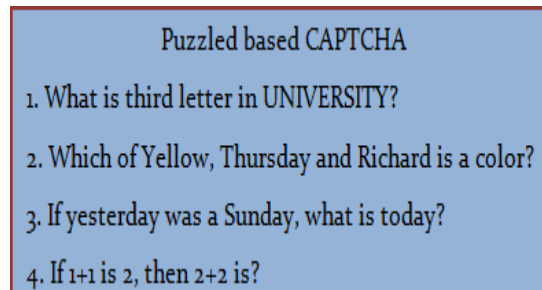 Puzzled based CAPTCHA
1. What is third letter in UNIVERSITY?
2. Which of Yellow, Thursday and Richard is a color?
3. If yesterday was a Sunday, what is today?
4. If 1+1 is 2, then 2+2 is?